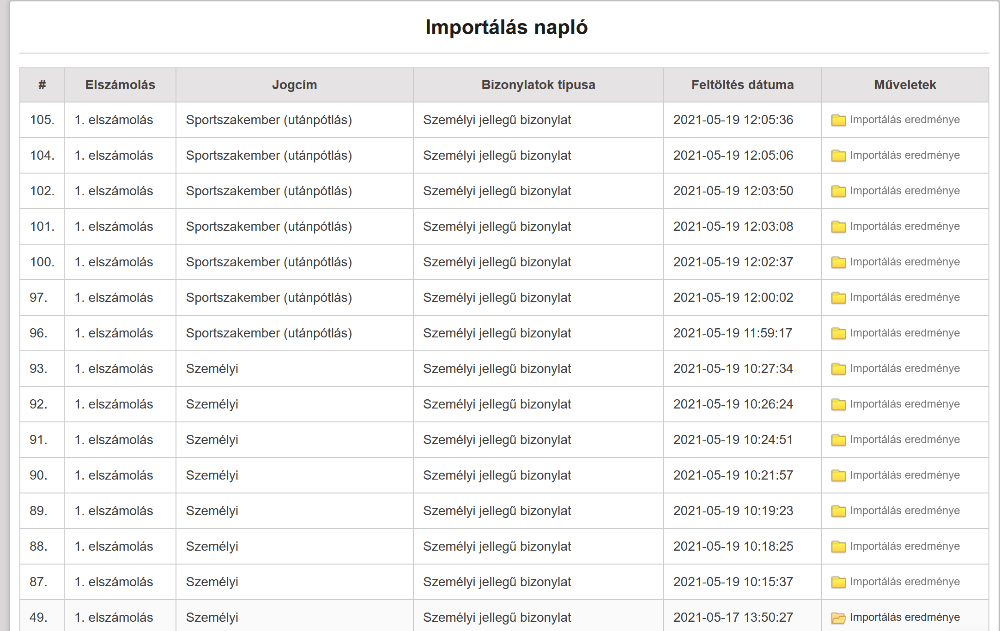 Importálás napló
# Elszámolás Jogcím Bizonylatok típusa Feltöltés dátuma Műveletek
105. 1. elszámolás Sportszakember (utánpótlás) Személyi jellegű bizonylat 2021-05-19 12:05:36 Importálás eredménye
104. 1. elszámolás Sportszakember (utánpótlás) Személyi jellegű bizonylat 2021-05-19 12:05:06 Importálás eredménye
102. 1. elszámolás Sportszakember (utánpótlás) Személyi jellegű bizonylat 2021-05-19 12:03:50 Importálás eredménye
101. 1. elszámolás Sportszakember (utánpótlás) Személyi jellegű bizonylat 2021-05-19 12:03:08 Importálás eredménye
100. 1. elszámolás Sportszakember (utánpótlás) Személyi jellegű bizonylat 2021-05-19 12:02:37 Importálás eredménye
97. 1. elszámolás Sportszakember (utánpótlás) Személyi jellegű bizonylat 2021-05-19 12:00:02 Importálás eredménye
96. 1. elszámolás Sportszakember (utánpótlás) Személyi jellegű bizonylat 2021-05-19 11:59:17 Importálás eredménye
93. 1. elszámolás Személyi Személyi jellegű bizonylat 2021-05-19 10:27:34 Importálás eredménye
92. 1. elszámolás Személyi Személyi jellegű bizonylat 2021-05-19 10:26:24 Importálás eredménye
91. 1. elszámolás Személyi Személyi jellegű bizonylat 2021-05-19 10:24:51 Importálás eredménye
90. 1. elszámolás Személyi Személyi jellegű bizonylat 2021-05-19 10:21:57 Importálás eredménye
89. 1. elszámolás Személyi Személyi jellegű bizonylat 2021-05-19 10:19:23 Importálás eredménye
88. 1. elszámolás Személyi Személyi jellegű bizonylat 2021-05-19 10:18:25 Importálás eredménye
87. 1. elszámolás Személyi Személyi jellegű bizonylat 2021-05-19 10:15:37 Importálás eredménye
49. 1. elszámolás Személyi Személyi jellegű bizonylat 2021-05-17 13:50:27 Importálás eredménye